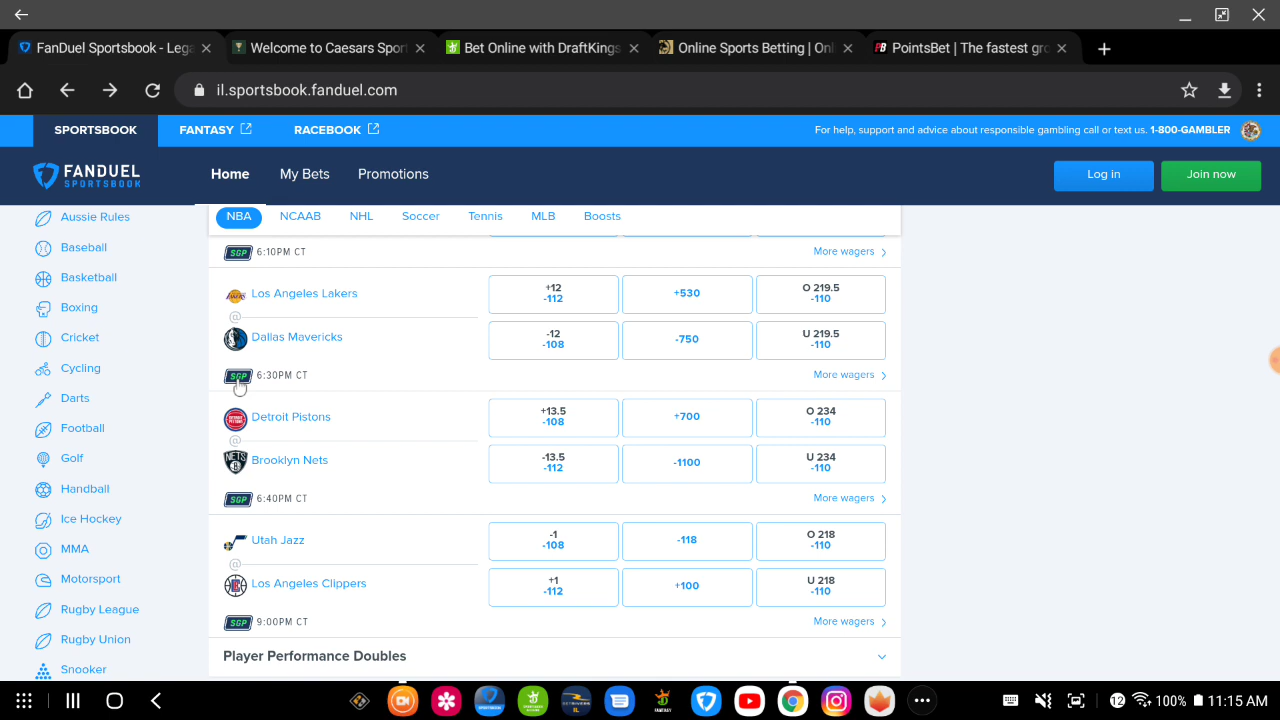 FanDuel Sportsbook - Lega
Welcome to Caesars Sport
Bet Online with DraftKings
Online Sports Betting | Onl
PointsBet | The fastest gro
il.sportsbook.fanduel.com
SPORTSBOOK FANTASY RACEBOOK For help, support and advice about responsible gambling call or text us. 1-800-GAMBLER
FANDUEL
SPORTSBOOK
Home My Bets Promotions Log in Join now
NBA NCAAB NHL Soccer Tennis MLB Boosts
Aussie Rules
Baseball
Basketball
Boxing
Cricket
Cycling
Darts
Football
Golf
Handball
Ice Hockey
MMA
Motorsport
Rugby League
Rugby Union
Snooker
SGP 6:10PM CT More wagers
Los Angeles Lakers
+12
-112
+530
O 219.5
-110
@
Dallas Mavericks
-12
-108
-750
U 219.5
-110
SGP 6:30PM CT More wagers
Detroit Pistons
+13.5
-108
+700
O 234
-110
@
Brooklyn Nets
-13.5
-112
-1100
U 234
-110
SGP 6:40PM CT More wagers
Utah Jazz
-1
-108
-118
O 218
-110
@
Los Angeles Clippers
+1
-112
+100
U 218
-110
SGP 9:00PM CT More wagers
Player Performance Doubles
12 100% 11:15 AM